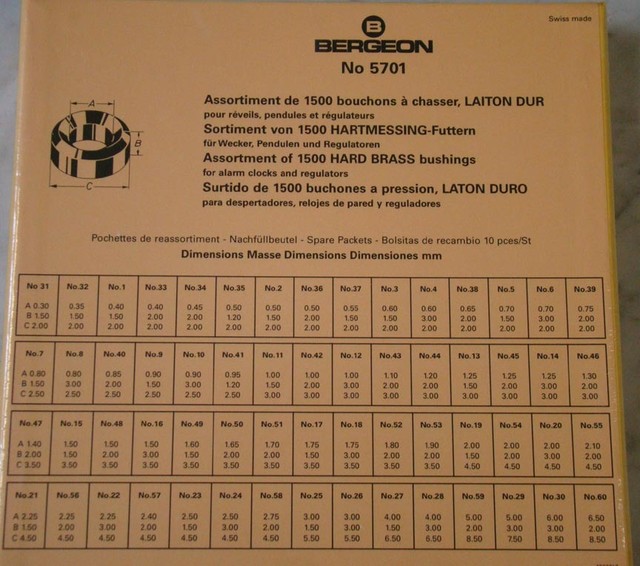 Swiss made
B
BERGEON
No 5701
Assortiment de 1500 bouchons à chasser, LAITON DUR
pour réveils, pendules et régulateurs
Sortiment von 1500 HARTMESSING-Futtern
für Wecker, Pendulen und Regulatoren
Assortment of 1500 HARD BRASS bushings
for alarm clocks and regulators
Surtido de 1500 buchones a pression, LATON DURO
para despertadores, relojes de pared y reguladores
A
B
C
Pochettes de reassortiment - Nachfüllbeutel - Spare Packets - Bolsitas de recambio 10 pces/St
Dimensions Masse Dimensions Dimensiones mm
No 31 No.32 No.1 No.33 No.34 No.35 No.2 No.36 No.37 No.3 No.4 No.38 No.5 No.6 No.39
A 0.30 0.35 0.40 0.40 0.45 0.50 0.50 0.50 0.55 0.60 0.60 0.65 0.70 0.70 0.75
B 1.50 1.50 1.50 2.00 2.00 1.20 1.50 2.00 1.50 1.50 3.00 2.00 1.50 3.00 2.00
C 2.00 2.00 2.00 2.00 2.00 2.00 2.00 2.00 2.00 2.00 2.00 2.00 2.00 2.00 2.00
No.7 No.8 No.40 No.9 No.10 No.41 No.11 No.42 No.12 No.43 No.44 No.13 No.45 No.14 No.46
A 0.80 0.80 0.85 0.90 0.90 0.95 1.00 1.00 1.00 1.10 1.20 1.25 1.25 1.25 1.30
B 1.50 3.00 2.00 1.50 3.00 1.20 1.50 2.00 3.00 2.00 2.00 1.50 2.00 3.00 2.00
C 2.50 2.50 2.50 2.50 2.50 2.50 3.00 3.00 3.00 3.00 3.00 3.00 3.00 3.00 3.00
No.47 No.15 No.48 No.16 No.49 No.50 No.51 No.17 No.18 No.52 No.53 No.19 No.54 No.20 No.55
A 1.40 1.50 1.50 1.50 1.60 1.65 1.70 1.75 1.75 1.80 1.90 2.00 2.00 2.00 2.10
B 2.00 1.50 2.00 3.00 1.50 2.00 2.00 1.50 3.00 2.00 2.00 1.50 2.00 3.00 2.00
C 3.50 3.50 3.50 3.50 3.50 3.50 3.50 3.50 3.50 3.50 3.50 4.50 4.50 4.50 4.50
No.21 No.56 No.22 No.57 No.23 No.24 No.58 No.25 No.26 No.27 No.28 No.59 No.29 No.30 No.60
A 2.25 2.25 2.25 2.40 2.50 2.50 2.75 3.00 3.00 4.00 4.00 5.00 5.00 6.00 6.50
B 1.50 2.00 3.00 2.00 1.50 3.00 2.00 1.50 3.00 1.50 3.00 2.00 3.00 3.00 2.00
C 4.50 4.50 4.50 4.50 4.50 4.50 4.50 5.50 5.50 6.50 6.50 8.50 7.50 8.50 8.50